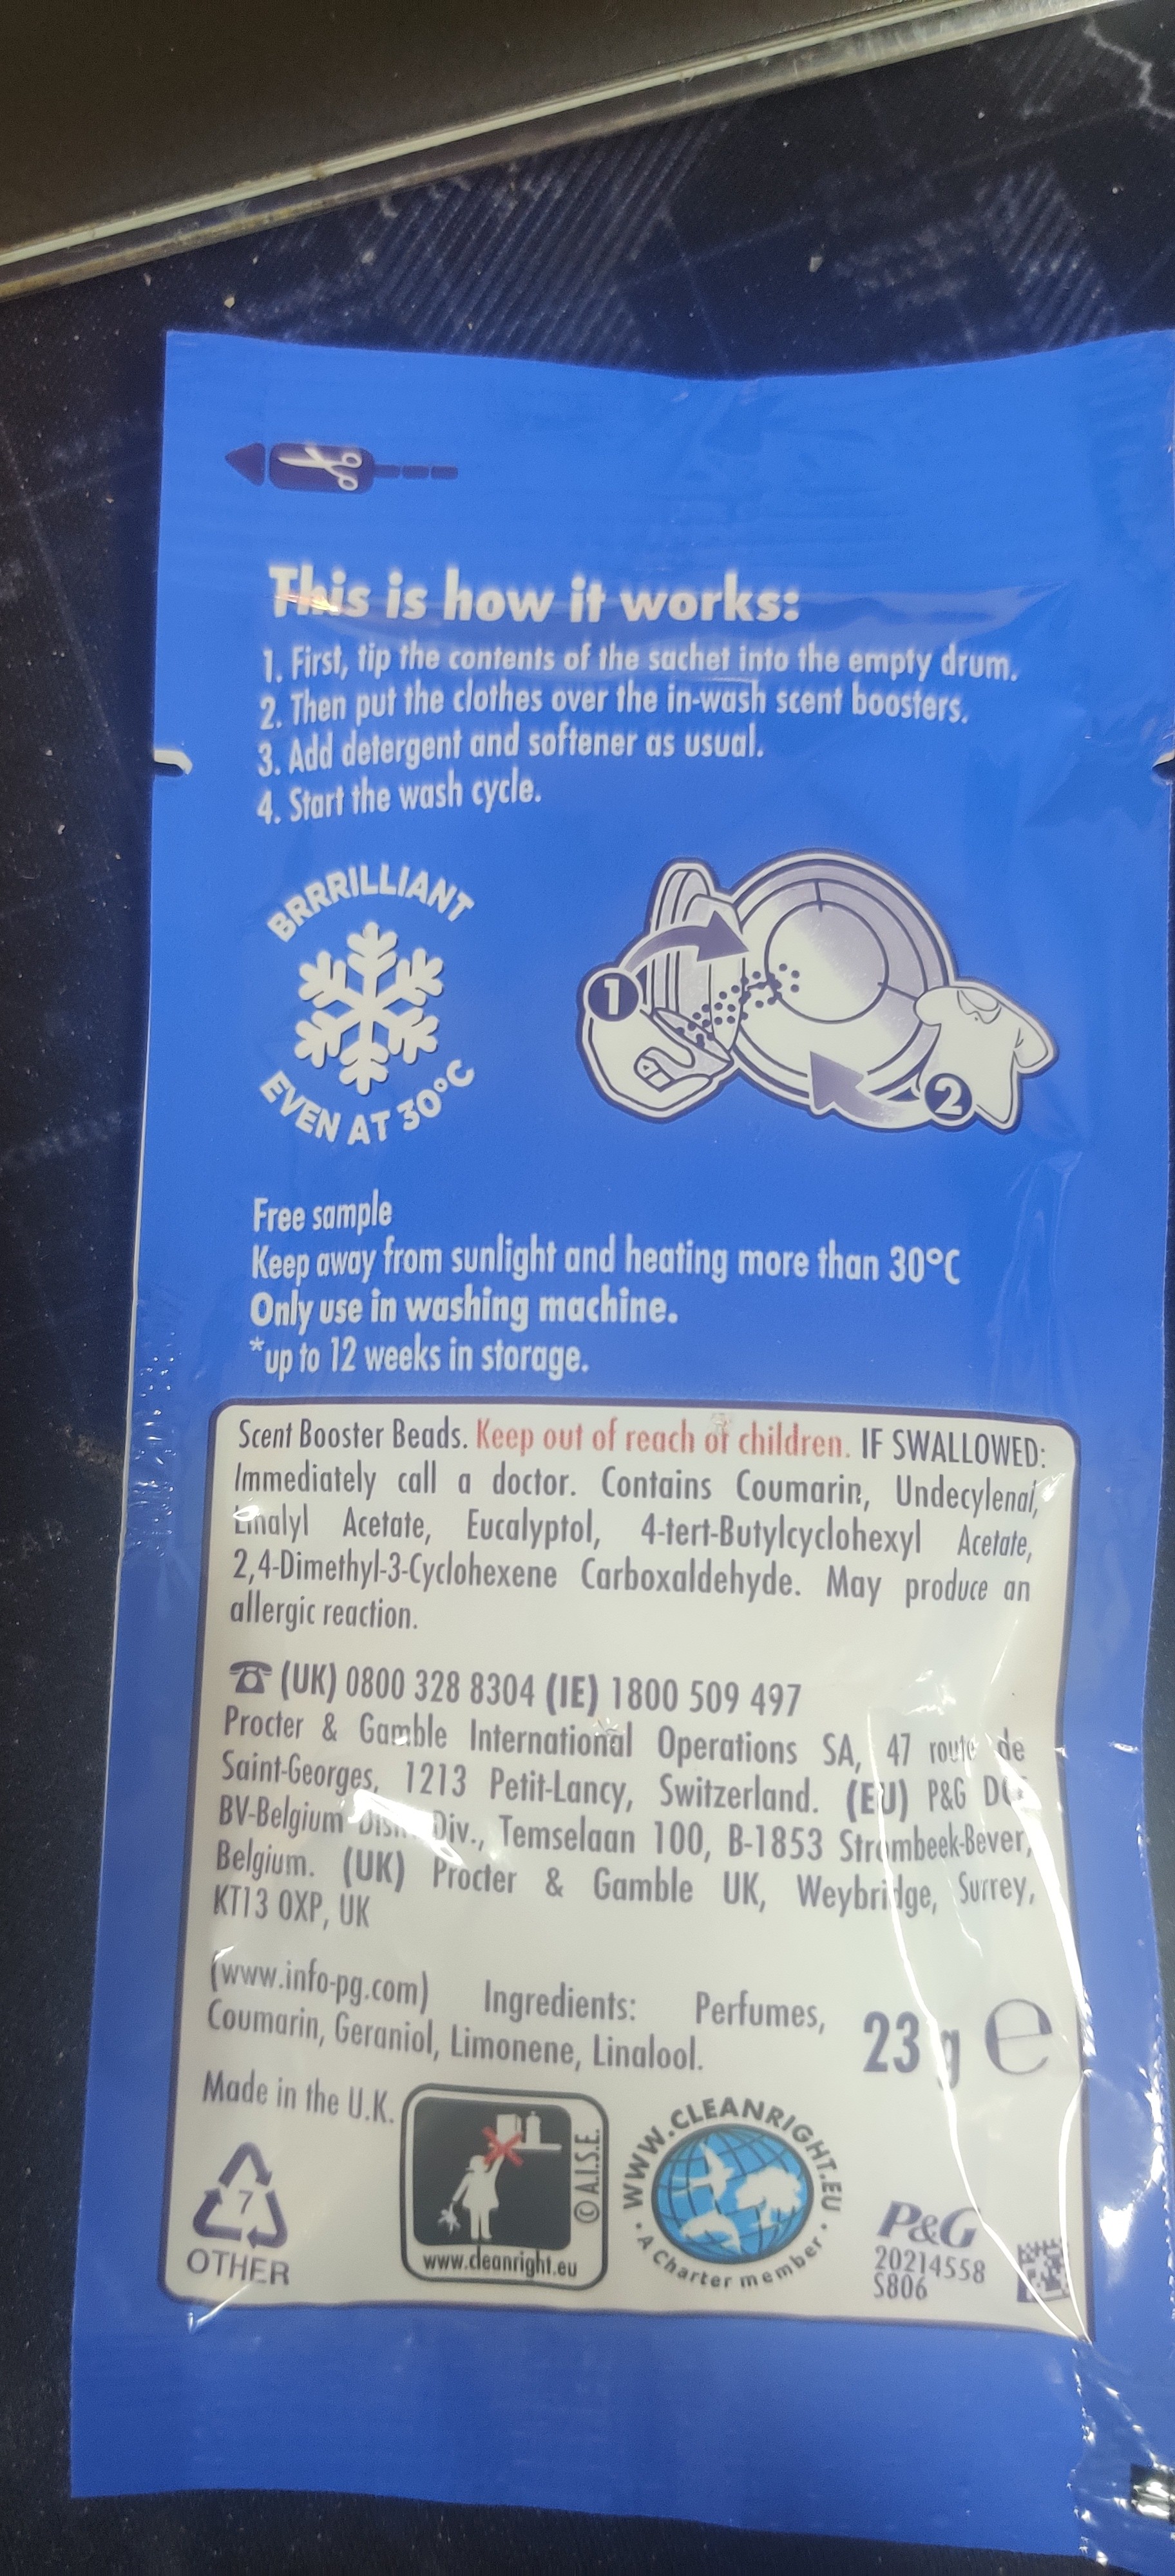 This is how it works:
1. First, tip the contents of the sachet into the empty drum.
2. Then put the clothes over the in-wash scent boosters.
3. Add detergent and softener as usual.
4. Start the wash cycle.
BRRRILLIANT
EVEN AT 30°C
1
2
Free sample
Keep away from sunlight and heating more than 30°C
Only use in washing machine.
*up to 12 weeks in storage.
Scent Booster Beads. Keep out of reach of children. IF SWALLOWED:
Immediately call a doctor. Contains Coumarin, Undecylenal,
Linalyl Acetate, Eucalyptol, 4-tert-Butylcyclohexyl Acetate,
2,4-Dimethyl-3-Cyclohexene Carboxaldehyde. May produce an
allergic reaction.
☎ (UK) 0800 328 8304 (IE) 1800 509 497
Procter & Gamble International Operations SA, 47 route de
Saint-Georges, 1213 Petit-Lancy, Switzerland. (EU) P&G
BV-Belgium Div., Temselaan 100, B-1853 Strombeek-Bever,
Belgium. (UK) Procter & Gamble UK, Weybridge, Surrey,
KT13 0XP, UK
(www.info-pg.com) Ingredients: Perfumes,
Coumarin, Geraniol, Limonene, Linalool.
23 g e
Made in the U.K.
7
OTHER
© A.I.S.E.
www.cleanright.eu
WWW.CLEANRIGHT.EU
• A Charter member •
P&G
20214558
S806